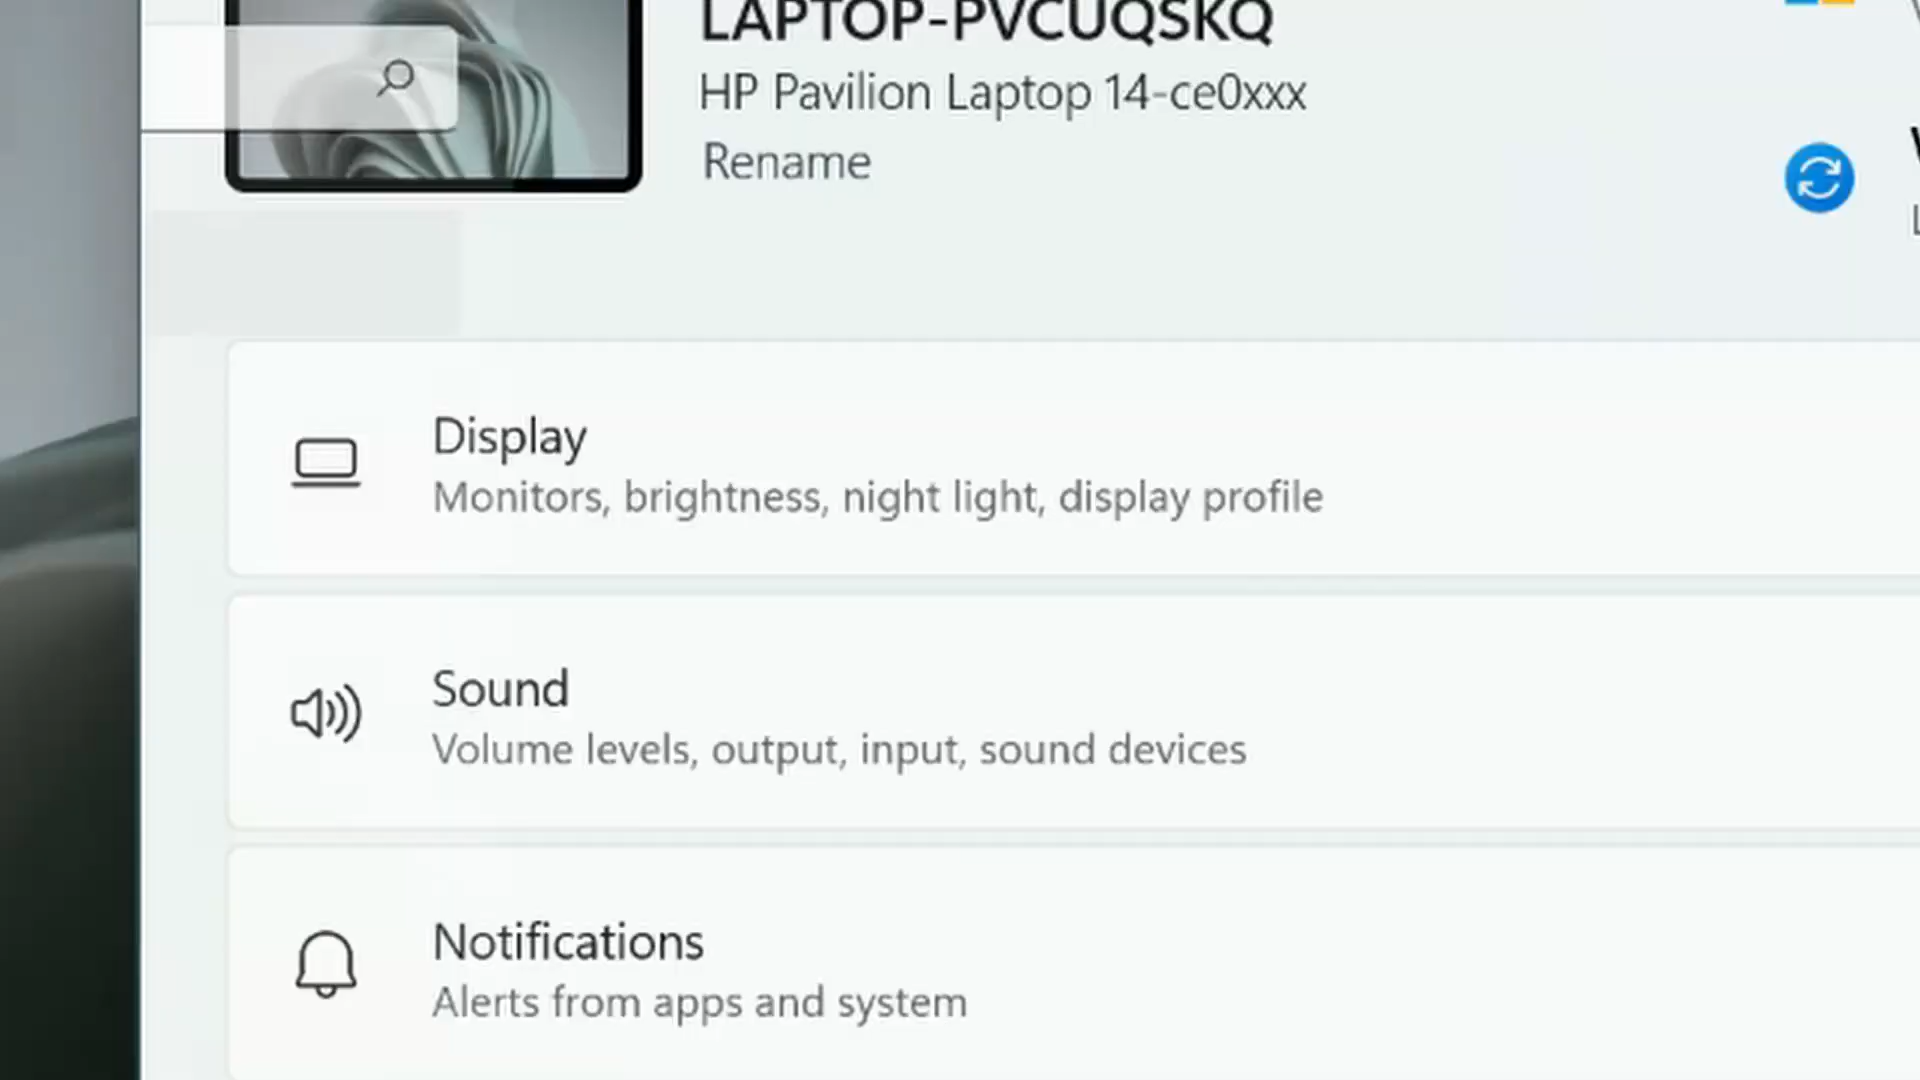 LAPTOP-PVCUQSKQ
HP Pavilion Laptop 14-ce0xxx
Rename
Display
Monitors, brightness, night light, display profile
Sound
Volume levels, output, input, sound devices
Notifications
Alerts from apps and system